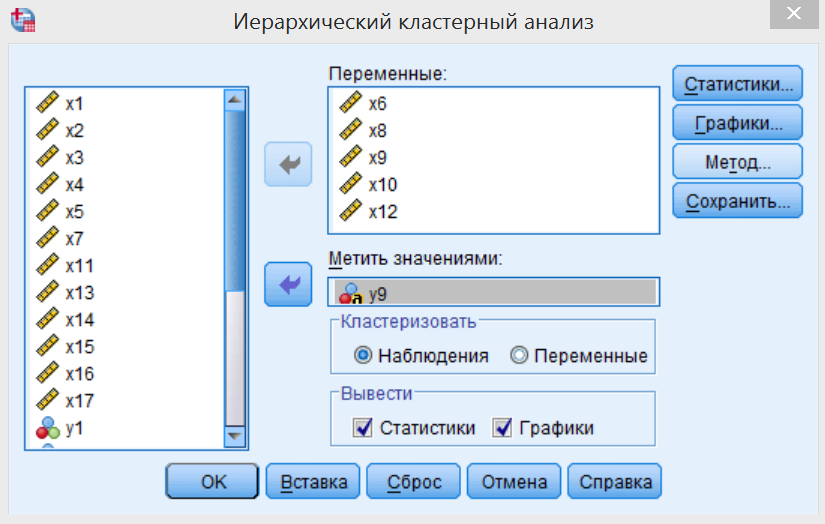 Иерархический кластерный анализ
x1
x2
x3
x4
x5
x7
x11
x13
x14
x15
x16
x17
y1
Переменные:
x6
x8
x9
x10
x12
Метить значениями:
y9
Кластеризовать
Наблюдения Переменные
Вывести
Статистики Графики
Статистики...
Графики...
Метод...
Сохранить...
OK Вставка Сброс Отмена Справка